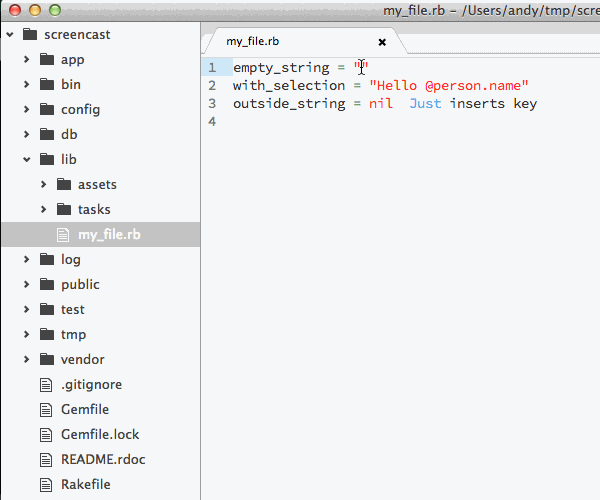 my_file.rb – /Users/andy/tmp/scre
screencast
app
bin
config
db
lib
assets
tasks
my_file.rb
log
public
test
tmp
vendor
.gitignore
Gemfile
Gemfile.lock
README.rdoc
Rakefile
my_file.rb
1 empty_string = ""
2 with_selection = "Hello @person.name"
3 outside_string = nil  Just inserts key
4